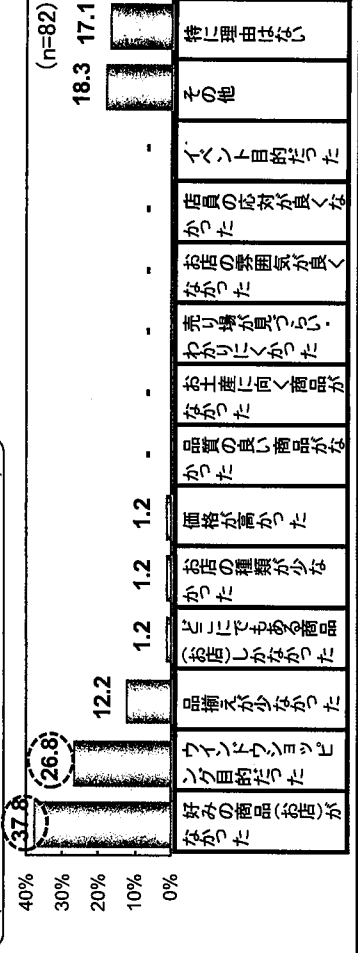 (n=82)
40%
30%
20%
10%
0%
37.8
26.8
12.2
1.2
1.2
1.2
-
-
-
-
-
-
18.3
17.1
好みの商品(お店)が
なかった
ウインドウショッピ
ング目的だった
品揃えが少なかった
どこにでもある商品
(お店)しかなかった
お店の種類が少な
かった
価格が高かった
品質の良い商品がな
かった
お土産に向く商品が
なかった
売り場が見づらい・
わかりにくかった
お店の雰囲気が良く
なかった
店員の応対が良くな
かった
イベント目的だった
その他
特に理由はない